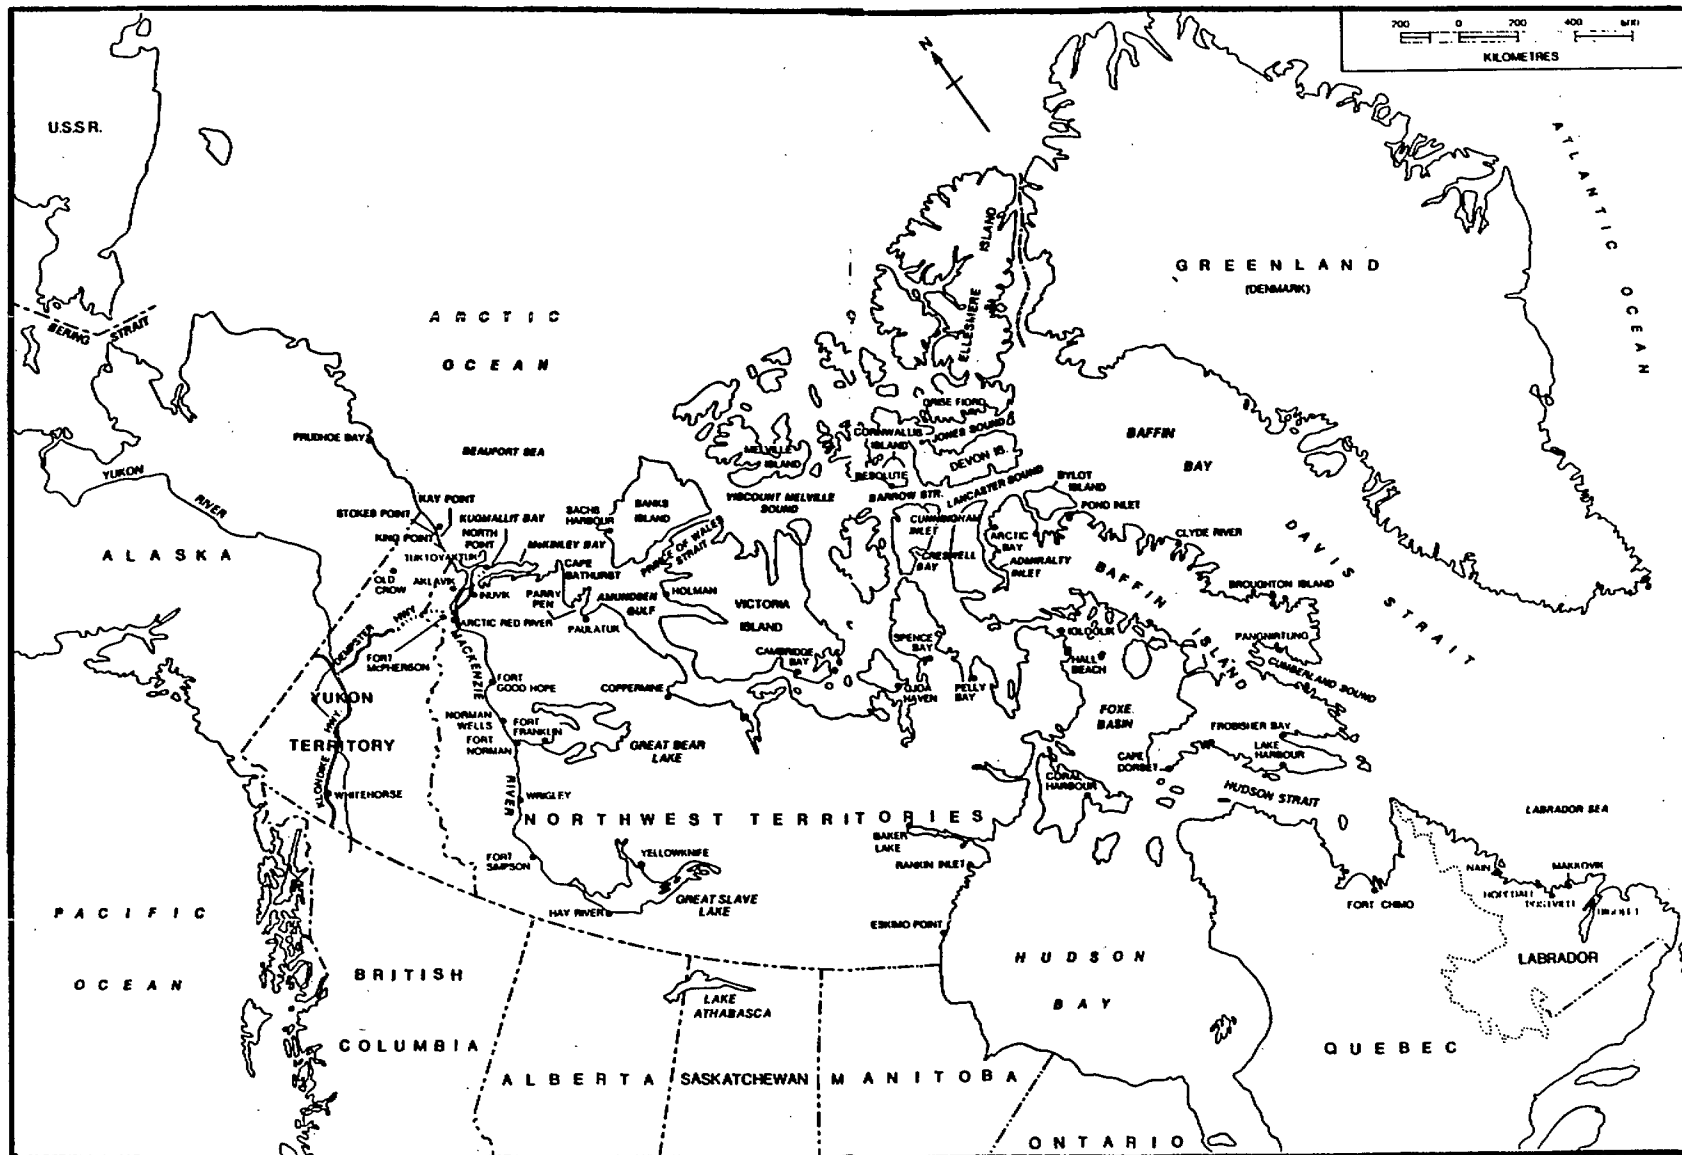 200 0 200 400
KILOMETRES
N
U.S.S.R.
ATLANTIC OCEAN
GREENLAND
(DENMARK)
BERING STRAIT
ARCTIC
OCEAN
ELLESMERE ISLAND
GRISE FIORD
PRUDHOE BAY
BEAUFORT SEA
MELVILLE
ISLAND
CORNWALLIS
ISLAND
JONES SOUND
DEVON IS.
BAFFIN
BAY
YUKON
RIVER
RESOLUTE
BARROW STR.
LANCASTER SOUND
BYLOT
ISLAND
KAY POINT
STOKES POINT
KUGMALLIT BAY
SACHS
HARBOUR
BANKS
ISLAND
VISCOUNT MELVILLE
SOUND
POND INLET
KING POINT
NORTH
POINT
McKINLEY BAY
PRINCE OF WALES
STRAIT
CUNNINGHAM
INLET
ARCTIC
BAY
CLYDE RIVER
DAVIS
STRAIT
ALASKA
TUKTOYAKTUK
CAPE
BATHURST
CRESWELL
BAY
ADMIRALTY
INLET
BAFFIN
ISLAND
BROUGHTON ISLAND
OLD
CROW
AKLAVIK
INUVIK
PARRY
PEN
AMUNDSEN
GULF
HOLMAN
VICTORIA
ISLAND
DEMPSTER HWY.
ARCTIC RED RIVER
PAULATUK
SPENCE
BAY
IGLOOLIK
PANGNIRTUNG
FORT
McPHERSON
MACKENZIE
CAMBRIDGE
BAY
HALL
BEACH
CUMBERLAND SOUND
YUKON
FORT
GOOD HOPE
COPPERMINE
GJOA
HAVEN
PELLY
BAY
FOXE
BASIN
NORMAN
WELLS
FORT
FRANKLIN
FROBISHER BAY
TERRITORY
FORT
NORMAN
GREAT BEAR
LAKE
CAPE
DORSET
LAKE
HARBOUR
KLONDIKE HWY.
WHITEHORSE
RIVER
WRIGLEY
CORAL
HARBOUR
HUDSON STRAIT
LABRADOR SEA
NORTHWEST TERRITORIES
BAKER
LAKE
FORT
SIMPSON
YELLOWKNIFE
RANKIN INLET
NAIN
MAKKOVIK
HOPEDALE
POSTVILLE
PACIFIC
OCEAN
HAY RIVER
GREAT SLAVE
LAKE
ESKIMO POINT
FORT CHIMO
LABRADOR
BRITISH
COLUMBIA
LAKE
ATHABASCA
HUDSON
BAY
QUEBEC
ALBERTA
SASKATCHEWAN
MANITOBA
ONTARIO